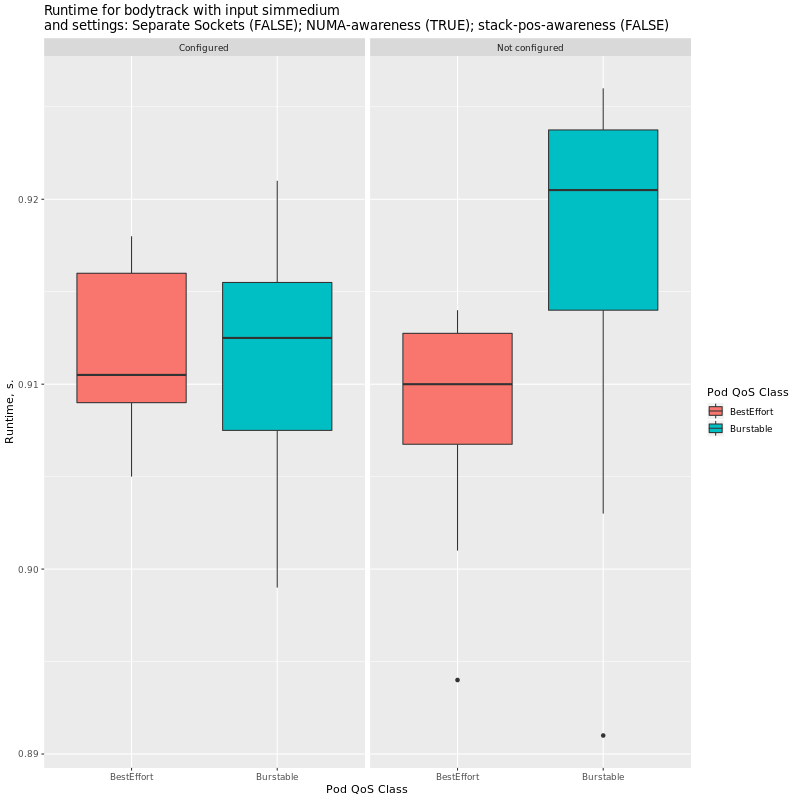 Runtime for bodytrack with input simmedium
and settings: Separate Sockets (FALSE); NUMA-awareness (TRUE); stack-pos-awareness (FALSE)
Configured
Not configured
0.92
0.91
0.90
0.89
Runtime, s.
BestEffort
Burstable
BestEffort
Burstable
Pod QoS Class
Pod QoS Class
BestEffort
Burstable